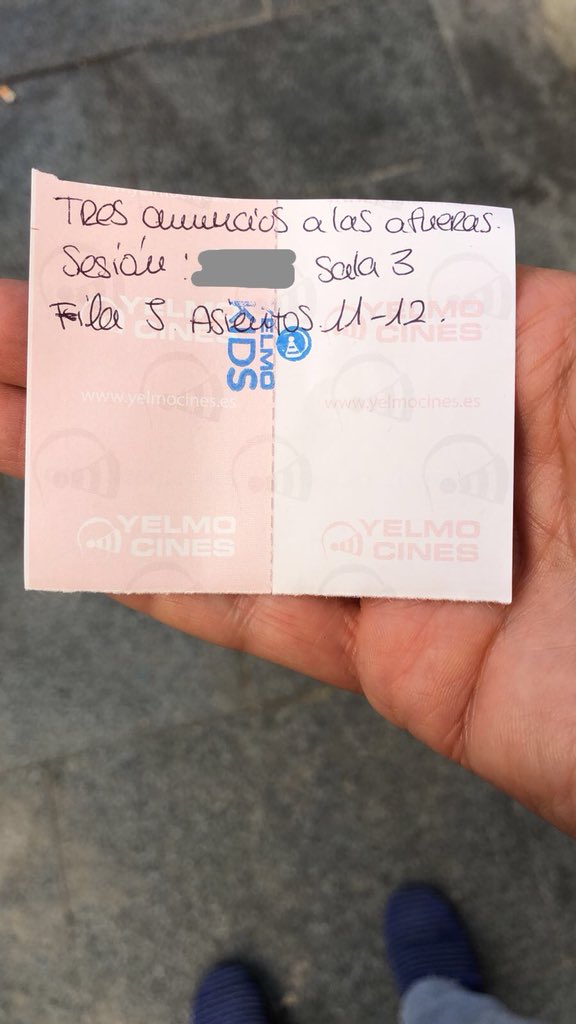 Tres anuncios a las afueras.
Sesión: Sala 3
Fila 5. Asientos 11-12.
YELMO CINES
YELMO CINES
YELMO KIDS
www.yelmocines.es
www.yelmocines.es
YELMO CINES
YELMO CINES